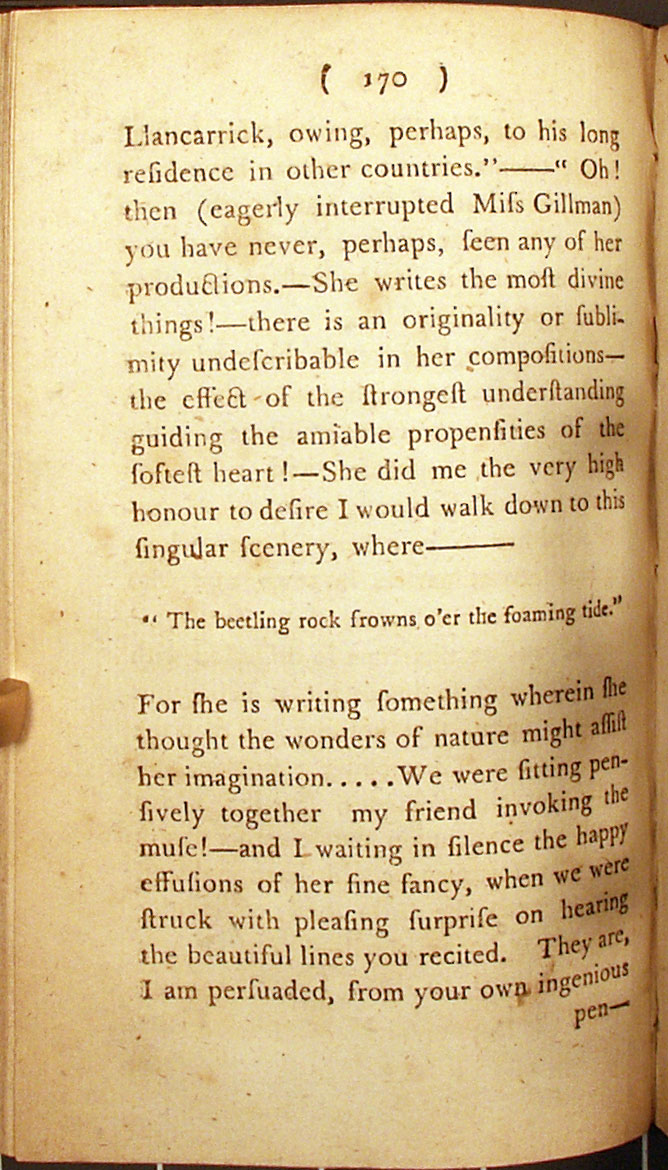 ( 170 )
Llancarrick, owing, perhaps, to his long
reſidence in other countries."——" Oh!
then (eagerly interrupted Miſs Gillman)
you have never, perhaps, ſeen any of her
productions.—She writes the moſt divine
things!—there is an originality or ſubli-
mity undeſcribable in her compoſitions—
the effect of the ſtrongeſt underſtanding
guiding the amiable propenſities of the
ſofteſt heart!—She did me the very high
honour to deſire I would walk down to this
ſingular ſcenery, where———
" The beetling rock frowns o'er the foaming tide."
For ſhe is writing ſomething wherein ſhe
thought the wonders of nature might aſſiſt
her imagination.....We were ſitting pen-
ſively together my friend invoking the
muſe!—and I waiting in ſilence the happy
effuſions of her fine fancy, when we were
ſtruck with pleaſing ſurpriſe on hearing
the beautiful lines you recited. They are,
I am perſuaded, from your own ingenious
pen—